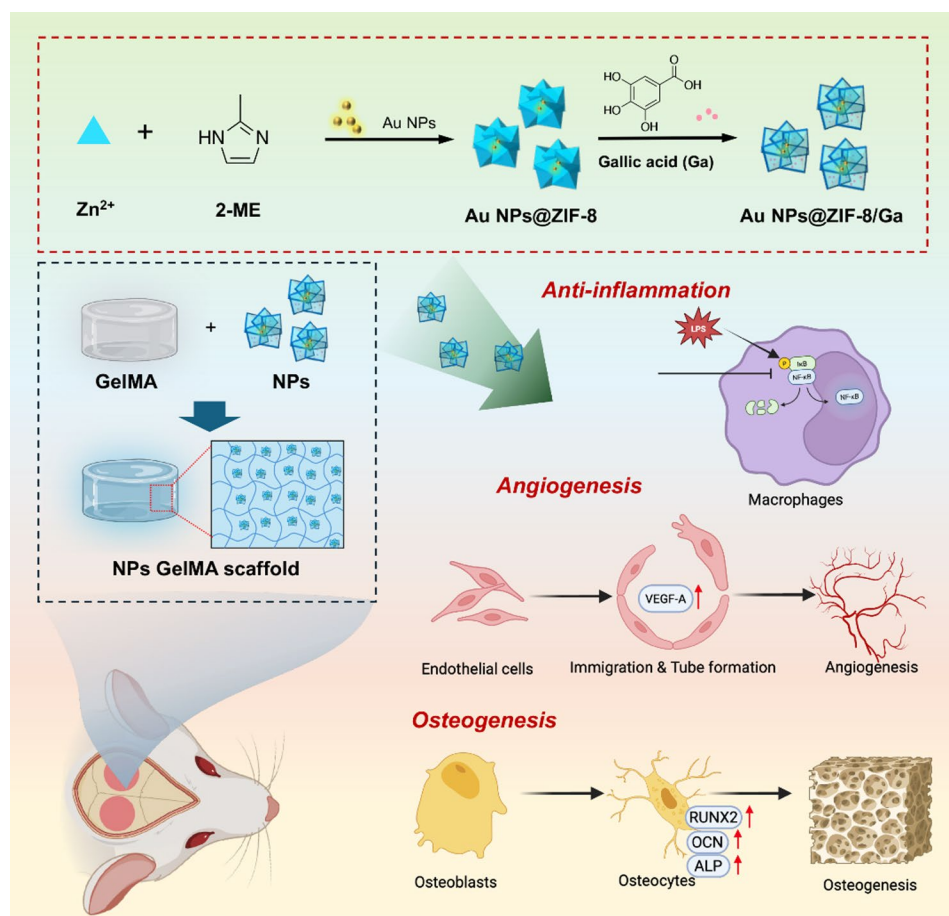 HO
O
OH
HO
OH
Zn²⁺
+
HN
N
2-ME
Au NPs
Au NPs@ZIF-8
Gallic acid (Ga)
Au NPs@ZIF-8/Ga
GelMA
+
NPs
NPs GelMA scaffold
Anti-inflammation
LPS
P
IκB
NF-κB
NF-κB
Macrophages
Angiogenesis
VEGF-A
Endothelial cells
Immigration & Tube formation
Angiogenesis
Osteogenesis
RUNX2
OCN
ALP
Osteoblasts
Osteocytes
Osteogenesis